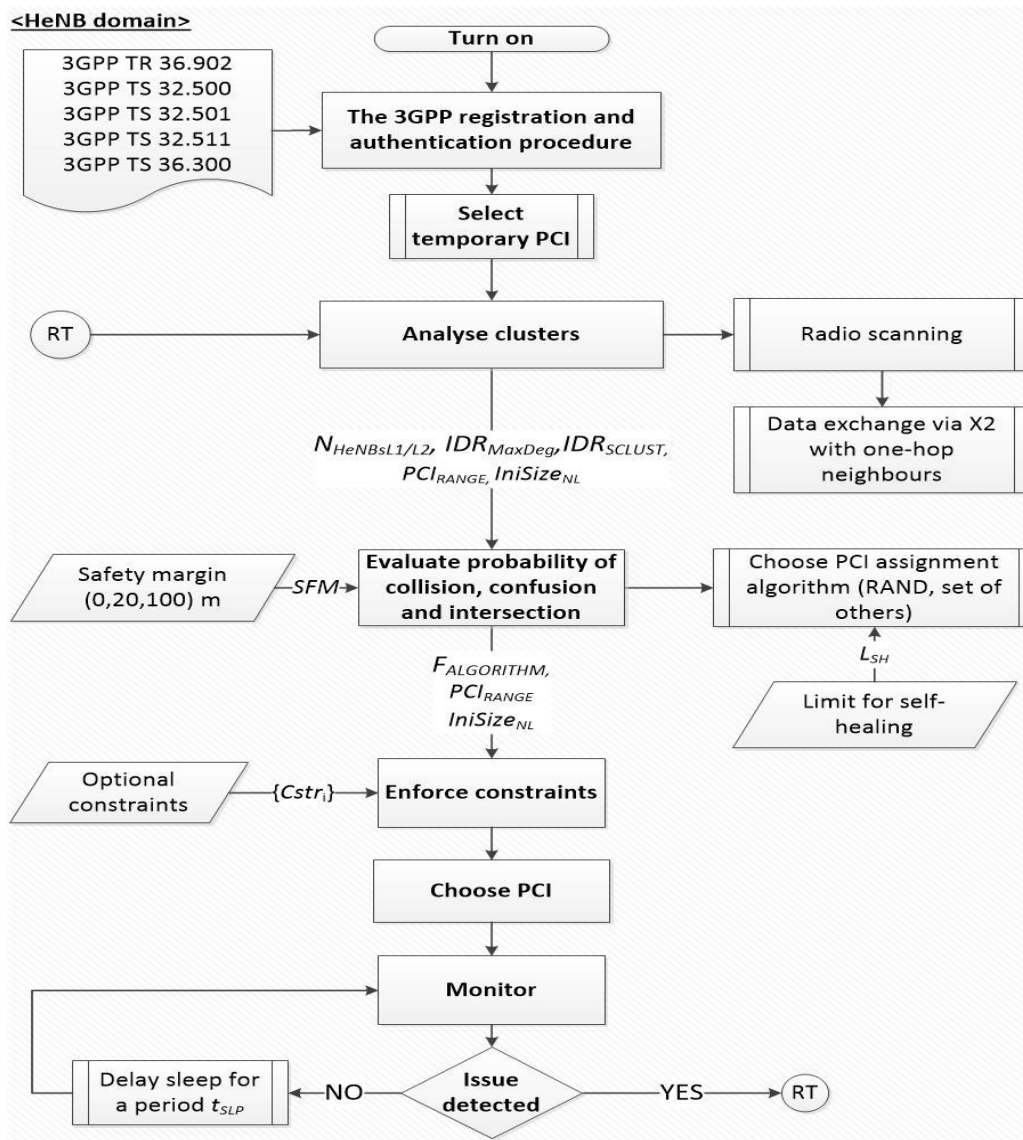 <HeNB domain>
Turn on
3GPP TR 36.902
3GPP TS 32.500
3GPP TS 32.501
3GPP TS 32.511
3GPP TS 36.300
The 3GPP registration and
authentication procedure
Select
temporary PCI
RT
Analyse clusters
Radio scanning
Data exchange via X2
with one-hop
neighbours
NHeNBsL1/L2, IDRMaxDeg,IDRSCLUST,
PCIRANGE, IniSizeNL
Safety margin
(0,20,100) m
SFM
Evaluate probability of
collision, confusion
and intersection
Choose PCI assignment
algorithm (RAND, set of
others)
LSH
Limit for self-
healing
FALGORITHM,
PCIRANGE
IniSizeNL
Optional
constraints
{Cstri}
Enforce constraints
Choose PCI
Monitor
Delay sleep for
a period tSLP
NO
Issue
detected
YES
RT